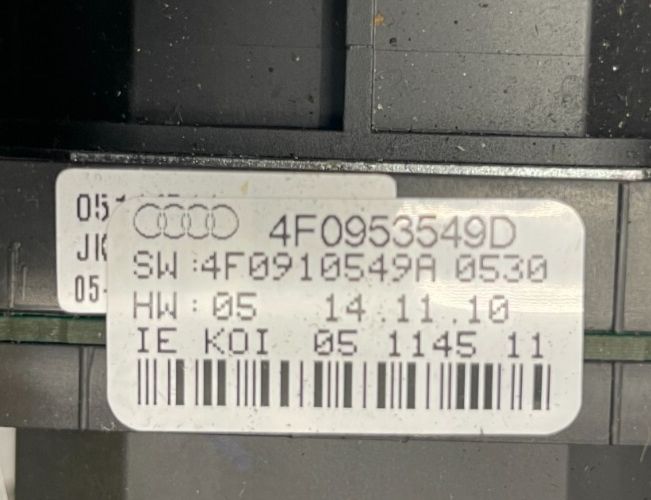 4F0953549D
SW :4F0910549A 0530
HW : 05 14 .11 .10
IE KOI 05 1145 11